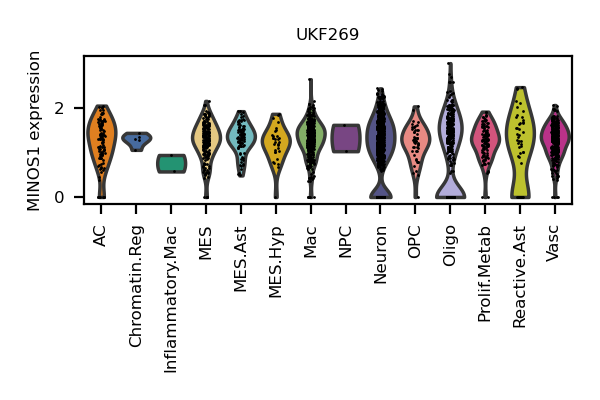 UKF269
MINOS1 expression
2
0
AC
Chromatin.Reg
Inflammatory.Mac
MES
MES.Ast
MES.Hyp
Mac
NPC
Neuron
OPC
Oligo
Prolif.Metab
Reactive.Ast
Vasc